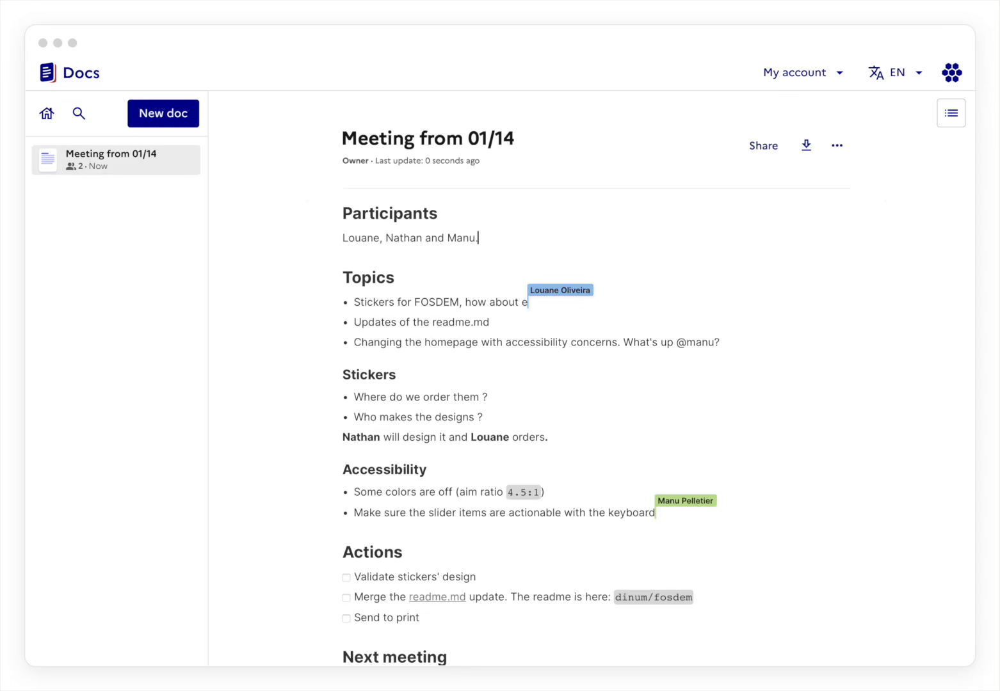 Docs
My account
EN
New doc
Meeting from 01/14
2 · Now
Meeting from 01/14
Owner · Last update: 0 seconds ago
Share
Participants
Louane, Nathan and Manu.
Topics
Louane Oliveira
• Stickers for FOSDEM, how about e
• Updates of the readme.md
• Changing the homepage with accessibility concerns. What's up @manu?
Stickers
• Where do we order them ?
• Who makes the designs ?
Nathan will design it and Louane orders.
Accessibility
• Some colors are off (aim ratio 4.5:1)
Manu Pelletier
• Make sure the slider items are actionable with the keyboard
Actions
Validate stickers' design
Merge the readme.md update. The readme is here: dinum/fosdem
Send to print
Next meeting